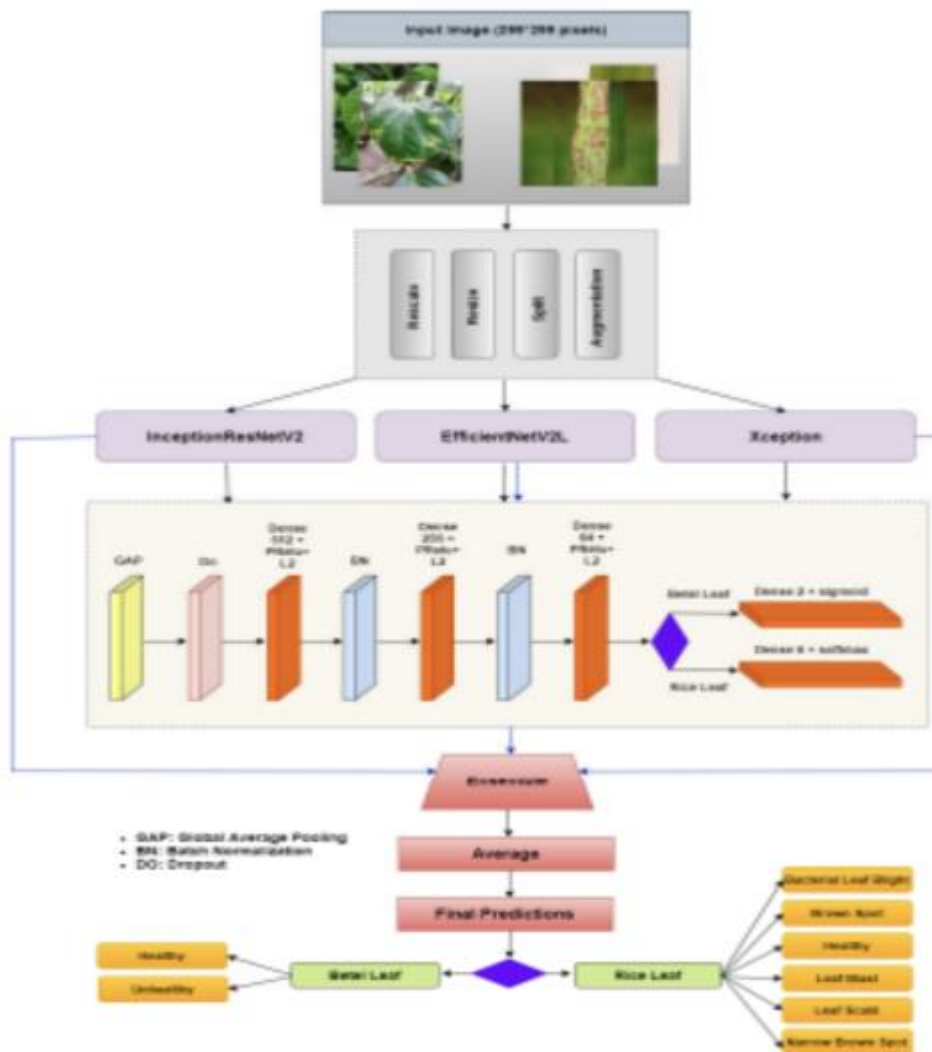 Input Image (299*299 pixels)
Rescale
Resize
Split
Augmentation
InceptionResNetV2
EfficientNetV2L
Xception
GAP
Do
Dense
512 +
PRelu+
L2
BN
Dense
256 +
PRelu+
L2
BN
Dense
64 + PRelu+
L2
Betel Leaf
Dense 2 + sigmoid
Rice Leaf
Dense 6 + softmax
Average
GAP: Global Average Pooling
BN: Batch Normalization
DO: Dropout
Final Predictions
Healthy
Unhealthy
Betel Leaf
Rice Leaf
Bacterial Leaf Blight
Brown Spot
Healthy
Leaf Blast
Leaf Scald
Narrow Brown Spot